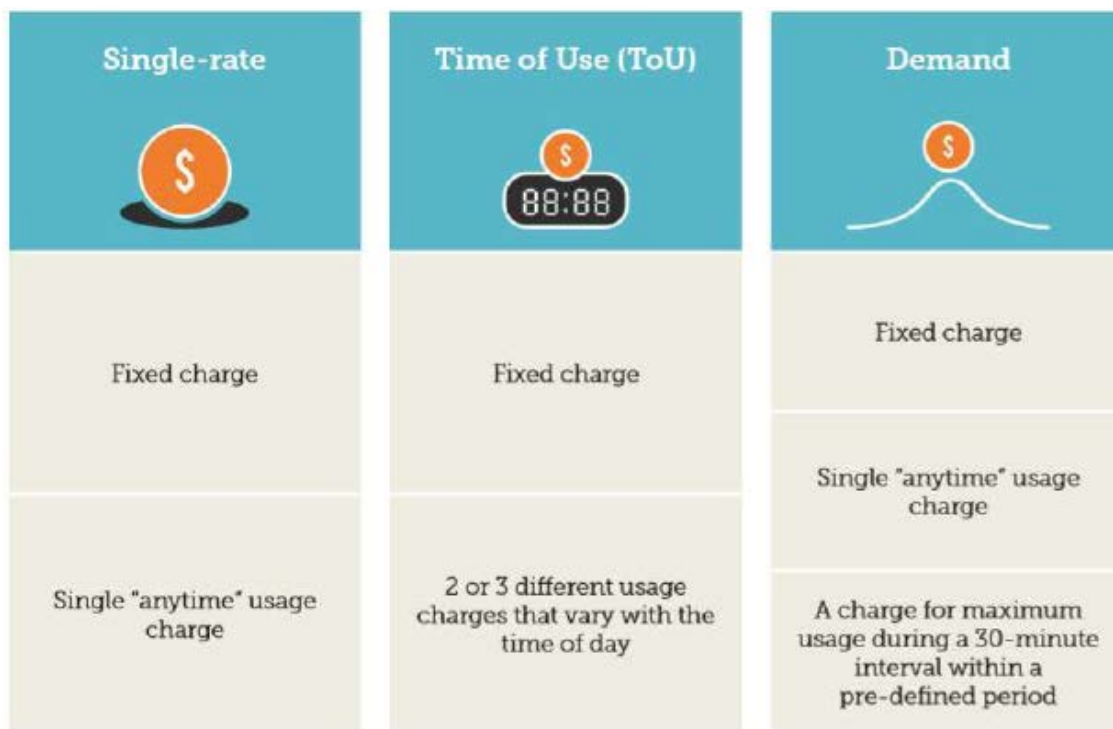 Single-rate
$
Fixed charge
Single "anytime" usage
charge
Time of Use (ToU)
$
88:88
Fixed charge
2 or 3 different usage
charges that vary with the
time of day
Demand
$
Fixed charge
Single "anytime" usage
charge
A charge for maximum
usage during a 30-minute
interval within a
pre-defined period